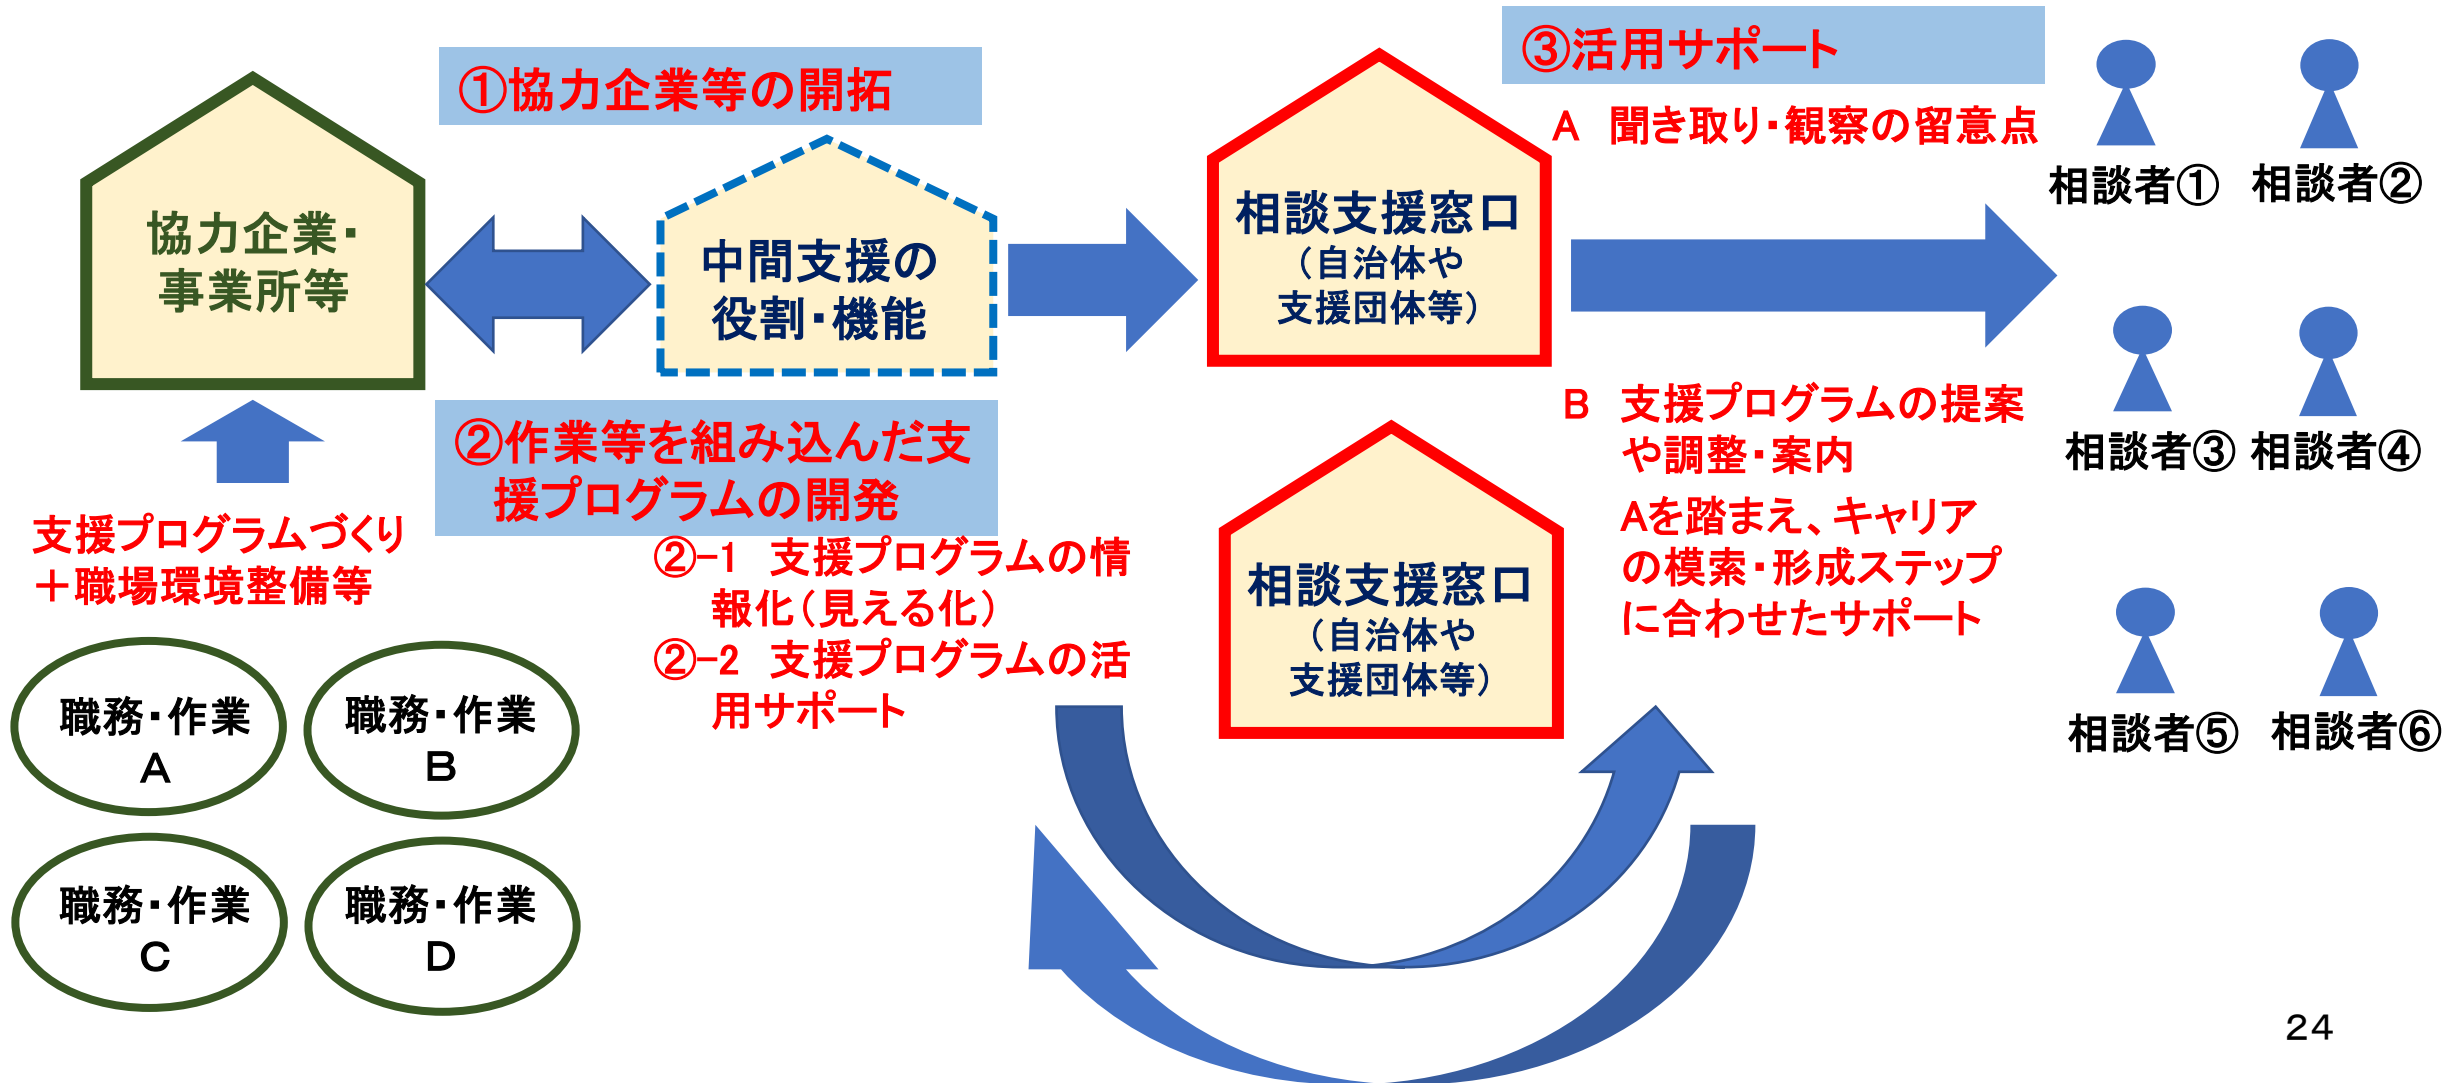 ①協力企業等の開拓
協力企業・
事業所等
中間支援の
役割・機能
②作業等を組み込んだ支
援プログラムの開発
②-1 支援プログラムの情
報化（見える化）
②-2 支援プログラムの活
用サポート
支援プログラムづくり
＋職場環境整備等
職務・作業
A
職務・作業
B
職務・作業
C
職務・作業
D
相談支援窓口
（自治体や
支援団体等）
相談支援窓口
（自治体や
支援団体等）
③活用サポート
A 聞き取り・観察の留意点
B 支援プログラムの提案
や調整・案内
Aを踏まえ、キャリア
の模索・形成ステップ
に合わせたサポート
相談者①
相談者②
相談者③
相談者④
相談者⑤
相談者⑥
24